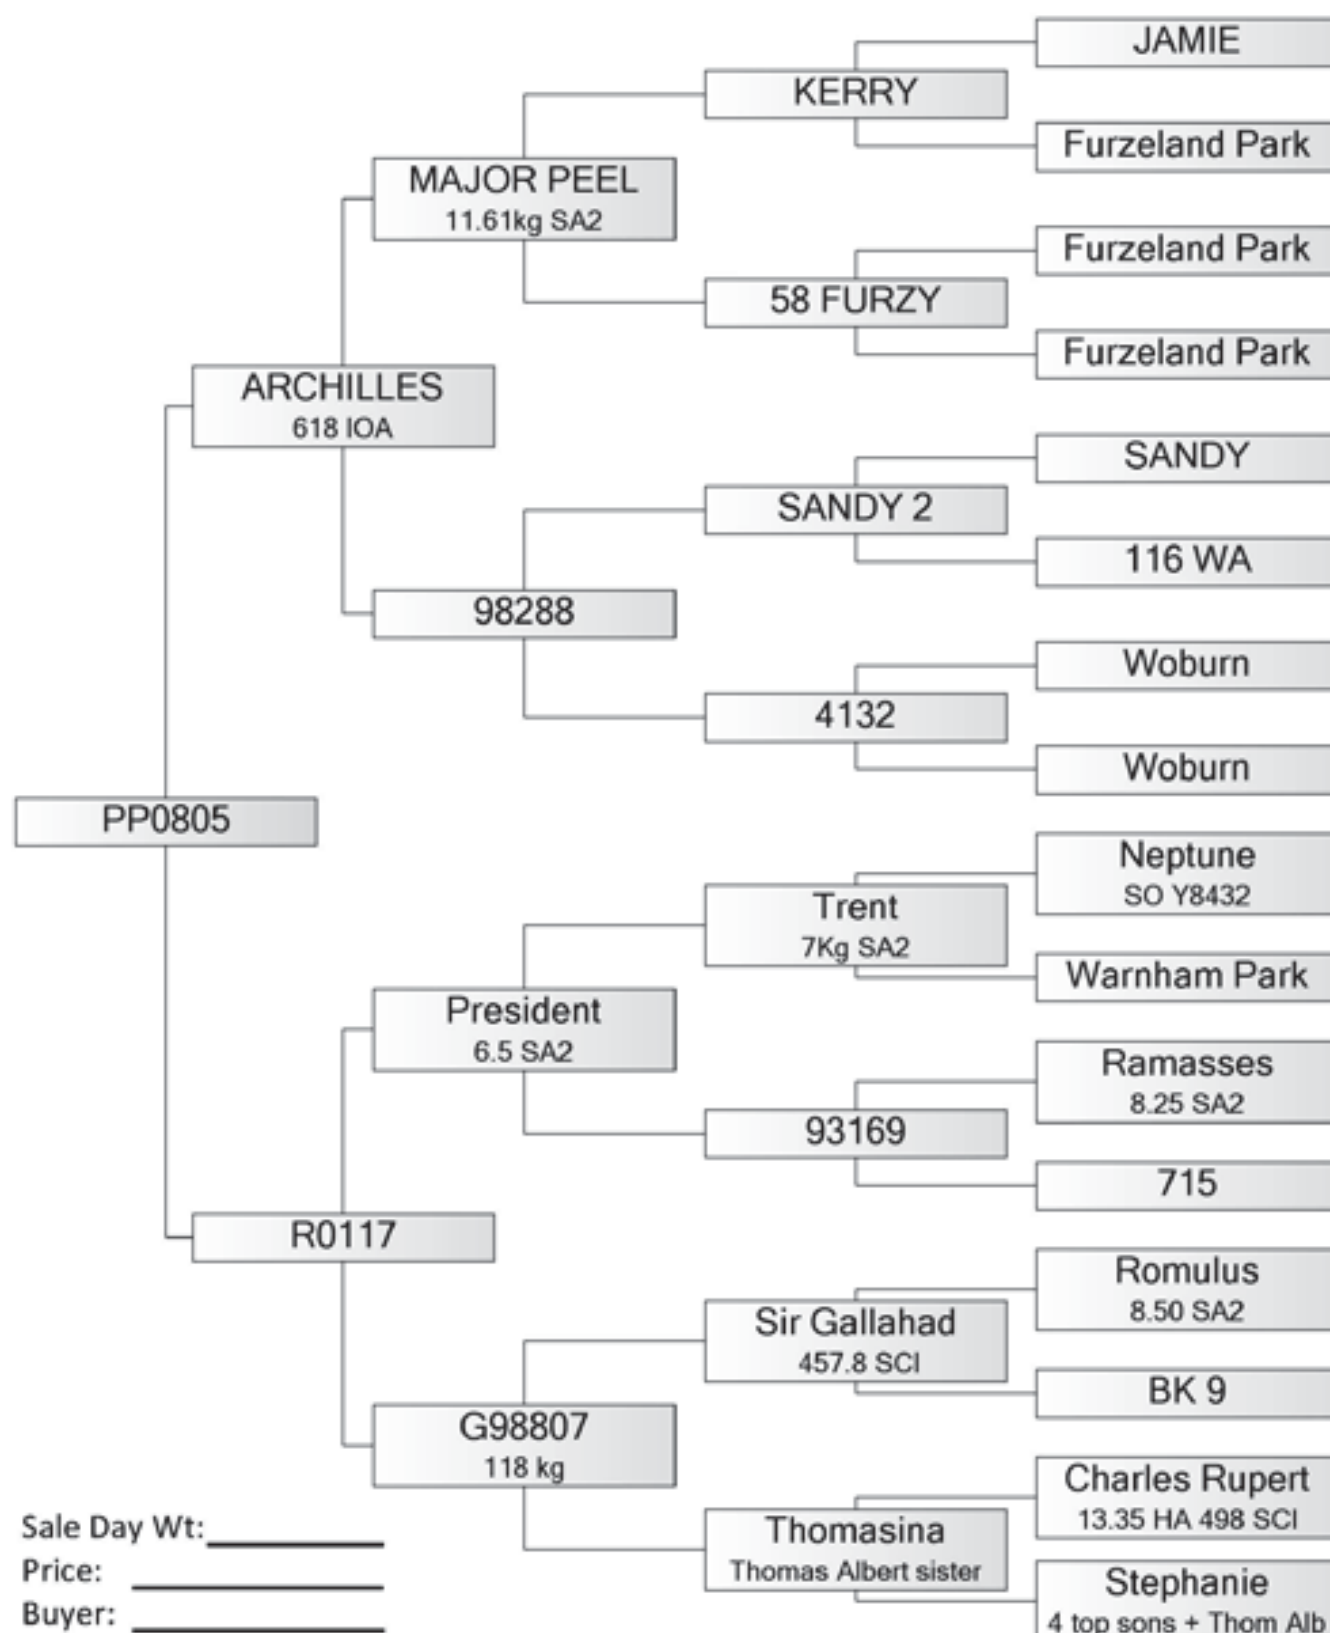 JAMIE
KERRY
Furzeland Park
MAJOR PEEL
11.61kg SA2
Furzeland Park
58 FURZY
Furzeland Park
ARCHILLES
618 IOA
SANDY
SANDY 2
116 WA
98288
Woburn
4132
Woburn
PP0805
Neptune
SO Y8432
Trent
7Kg SA2
Warnham Park
President
6.5 SA2
Ramasses
8.25 SA2
93169
715
R0117
Romulus
8.50 SA2
Sir Gallahad
457.8 SCI
BK 9
G98807
118 kg
Charles Rupert
13.35 HA 498 SCI
Thomasina
Thomas Albert sister
Stephanie
4 top sons + Thom Alb
Sale Day Wt:
Price:
Buyer: